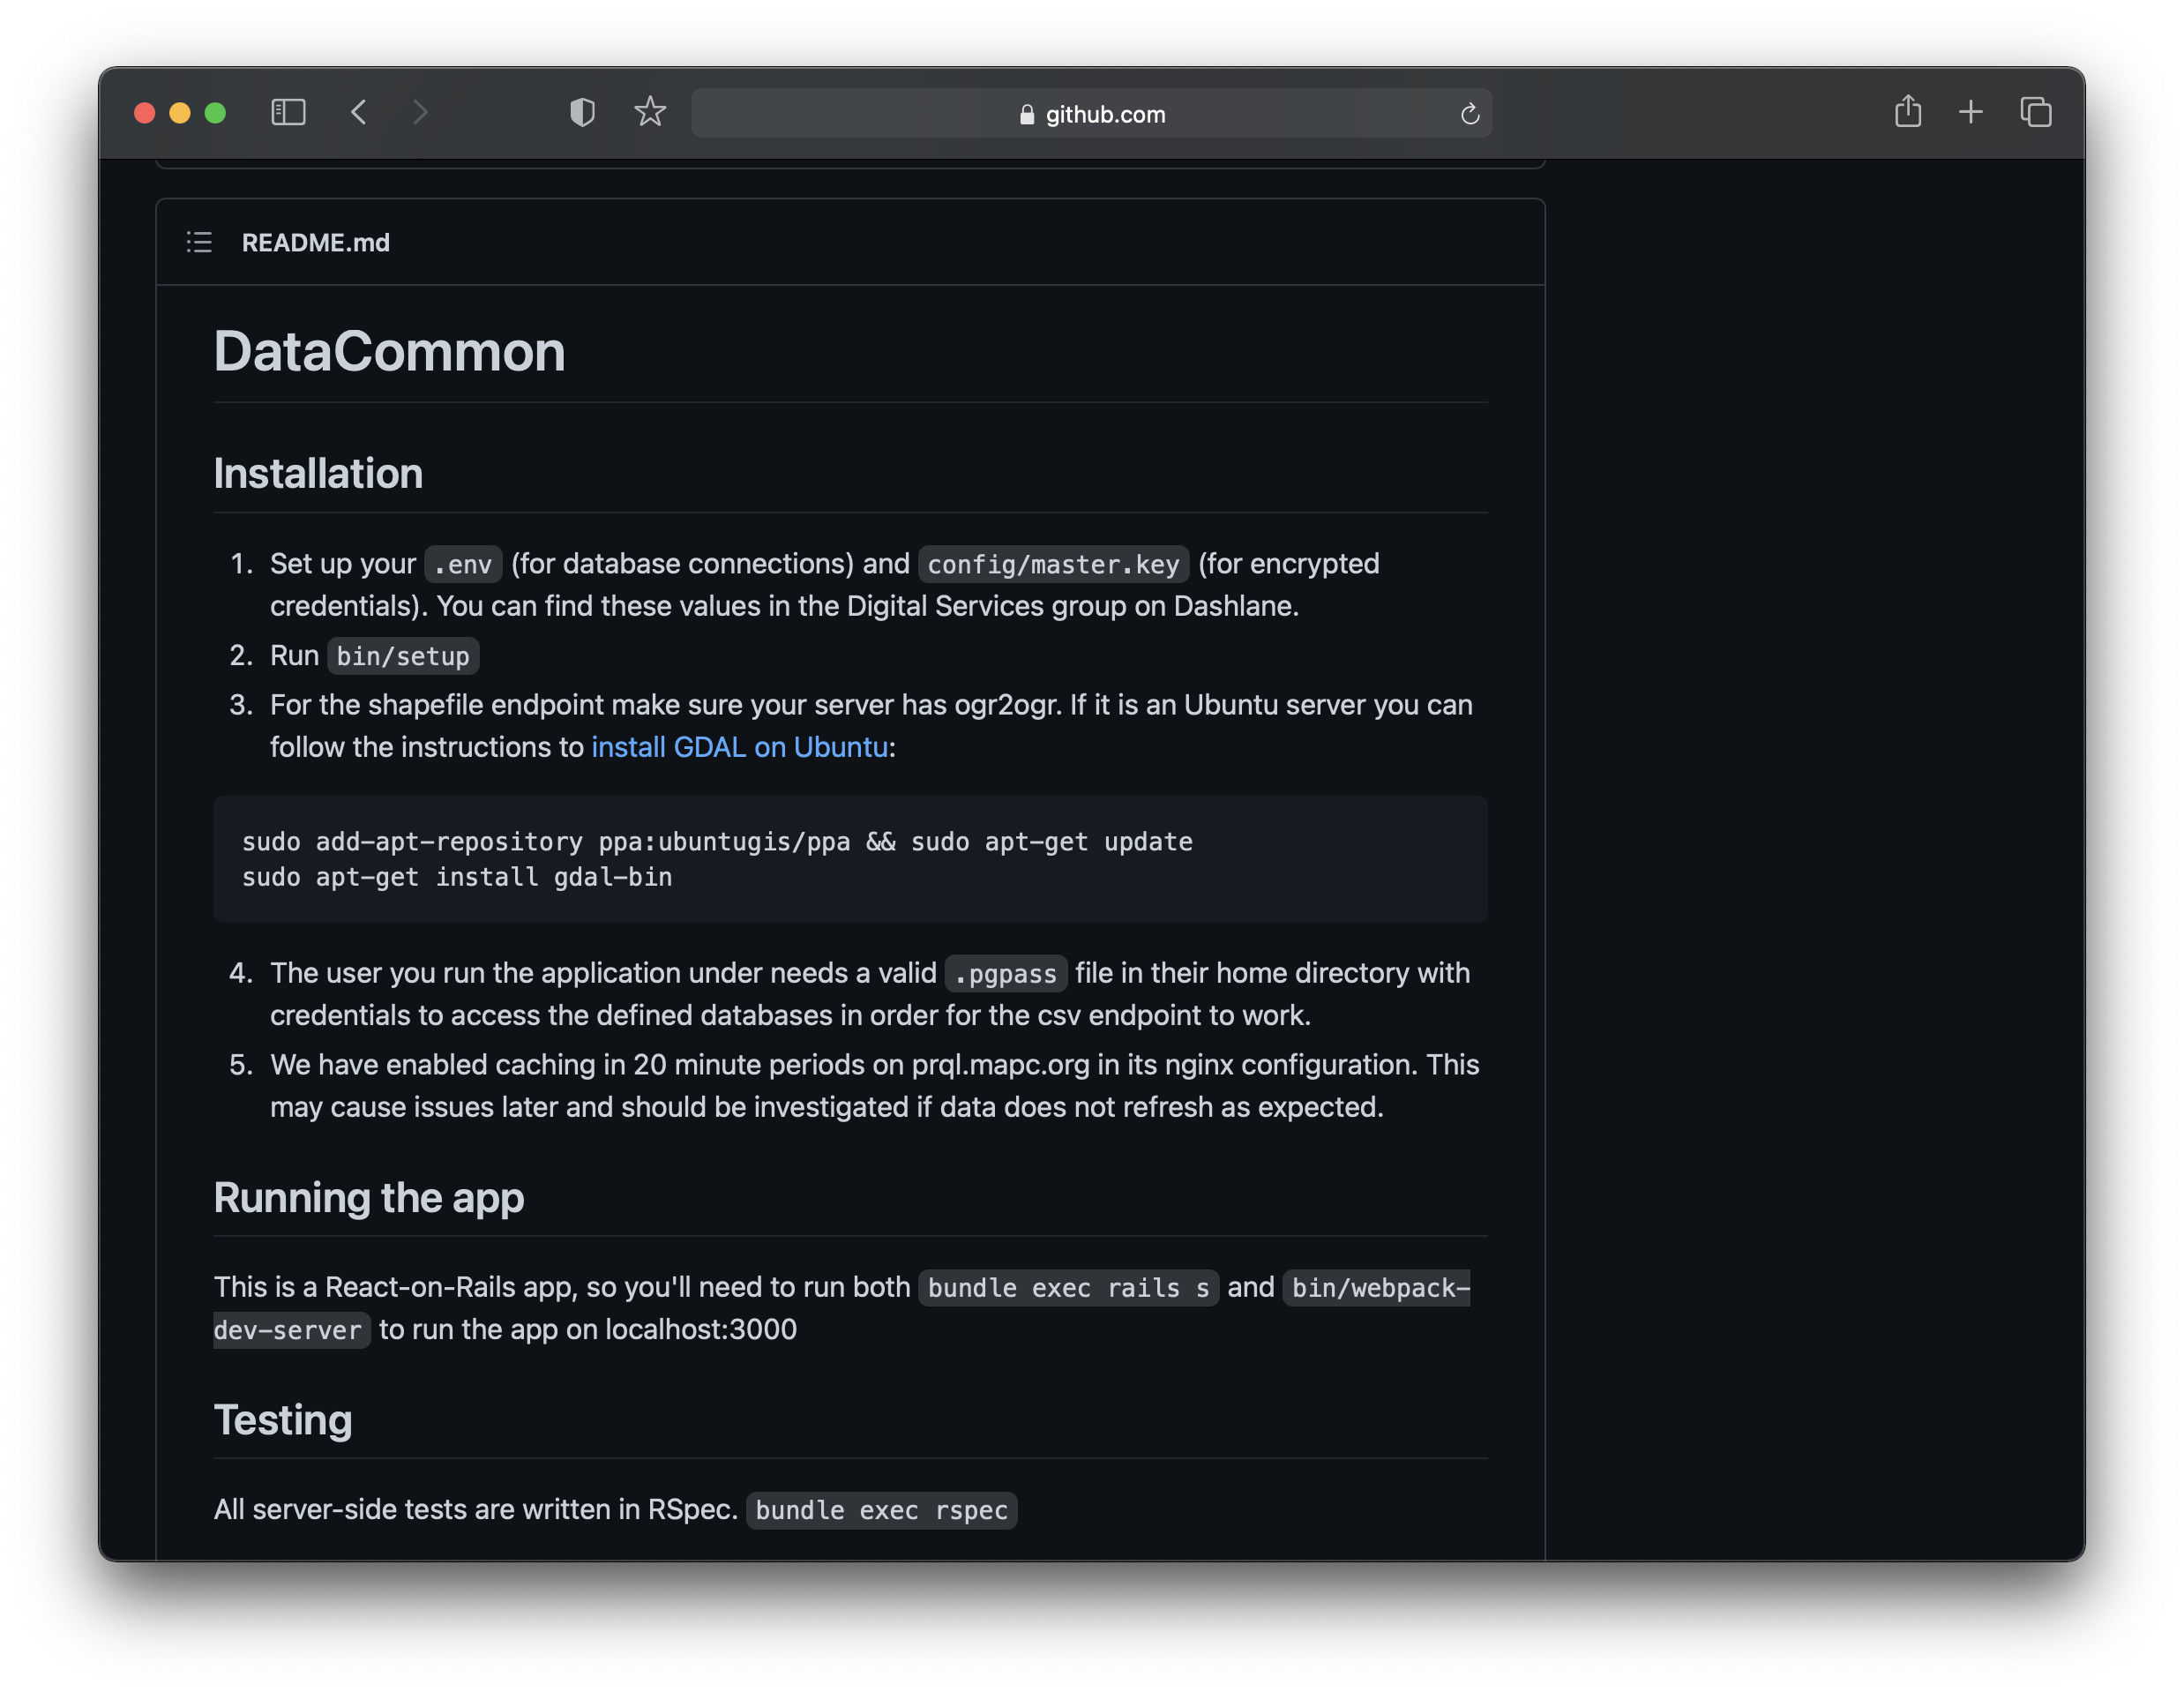 github.com
README.md
DataCommon
Installation
1. Set up your .env (for database connections) and config/master.key (for encrypted
credentials). You can find these values in the Digital Services group on Dashlane.
2. Run bin/setup
3. For the shapefile endpoint make sure your server has ogr2ogr. If it is an Ubuntu server you can
follow the instructions to install GDAL on Ubuntu:
sudo add-apt-repository ppa:ubuntugis/ppa && sudo apt-get update
sudo apt-get install gdal-bin
4. The user you run the application under needs a valid .pgpass file in their home directory with
credentials to access the defined databases in order for the csv endpoint to work.
5. We have enabled caching in 20 minute periods on prql.mapc.org in its nginx configuration. This
may cause issues later and should be investigated if data does not refresh as expected.
Running the app
This is a React-on-Rails app, so you'll need to run both bundle exec rails s and bin/webpack-
dev-server to run the app on localhost:3000
Testing
All server-side tests are written in RSpec. bundle exec rspec